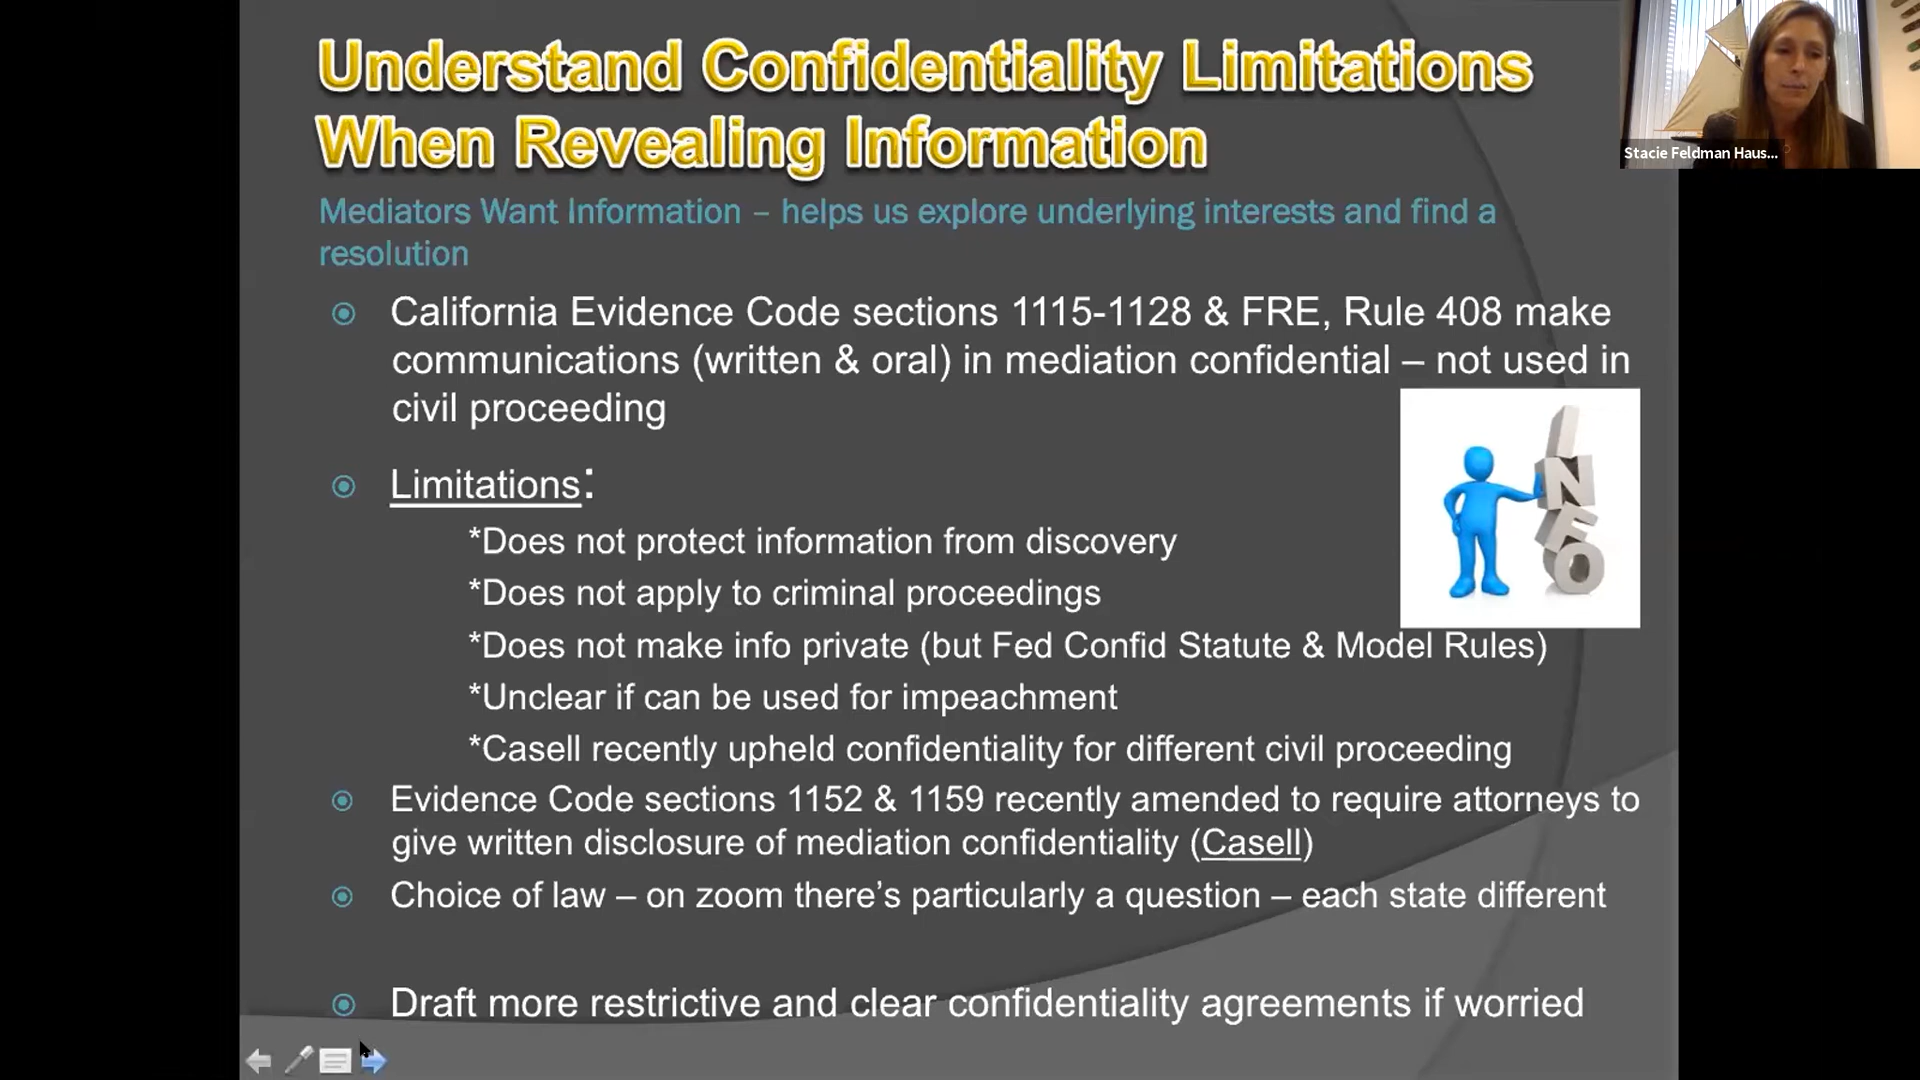 Understand Confidentiality Limitations
When Revealing Information
Stacie Feldman Haus...
Mediators Want Information – helps us explore underlying interests and find a
resolution
California Evidence Code sections 1115-1128 & FRE, Rule 408 make
communications (written & oral) in mediation confidential – not used in
civil proceeding
INFO
Limitations:
*Does not protect information from discovery
*Does not apply to criminal proceedings
*Does not make info private (but Fed Confid Statute & Model Rules)
*Unclear if can be used for impeachment
*Casell recently upheld confidentiality for different civil proceeding
Evidence Code sections 1152 & 1159 recently amended to require attorneys to
give written disclosure of mediation confidentiality (Casell)
Choice of law – on zoom there’s particularly a question – each state different
Draft more restrictive and clear confidentiality agreements if worried